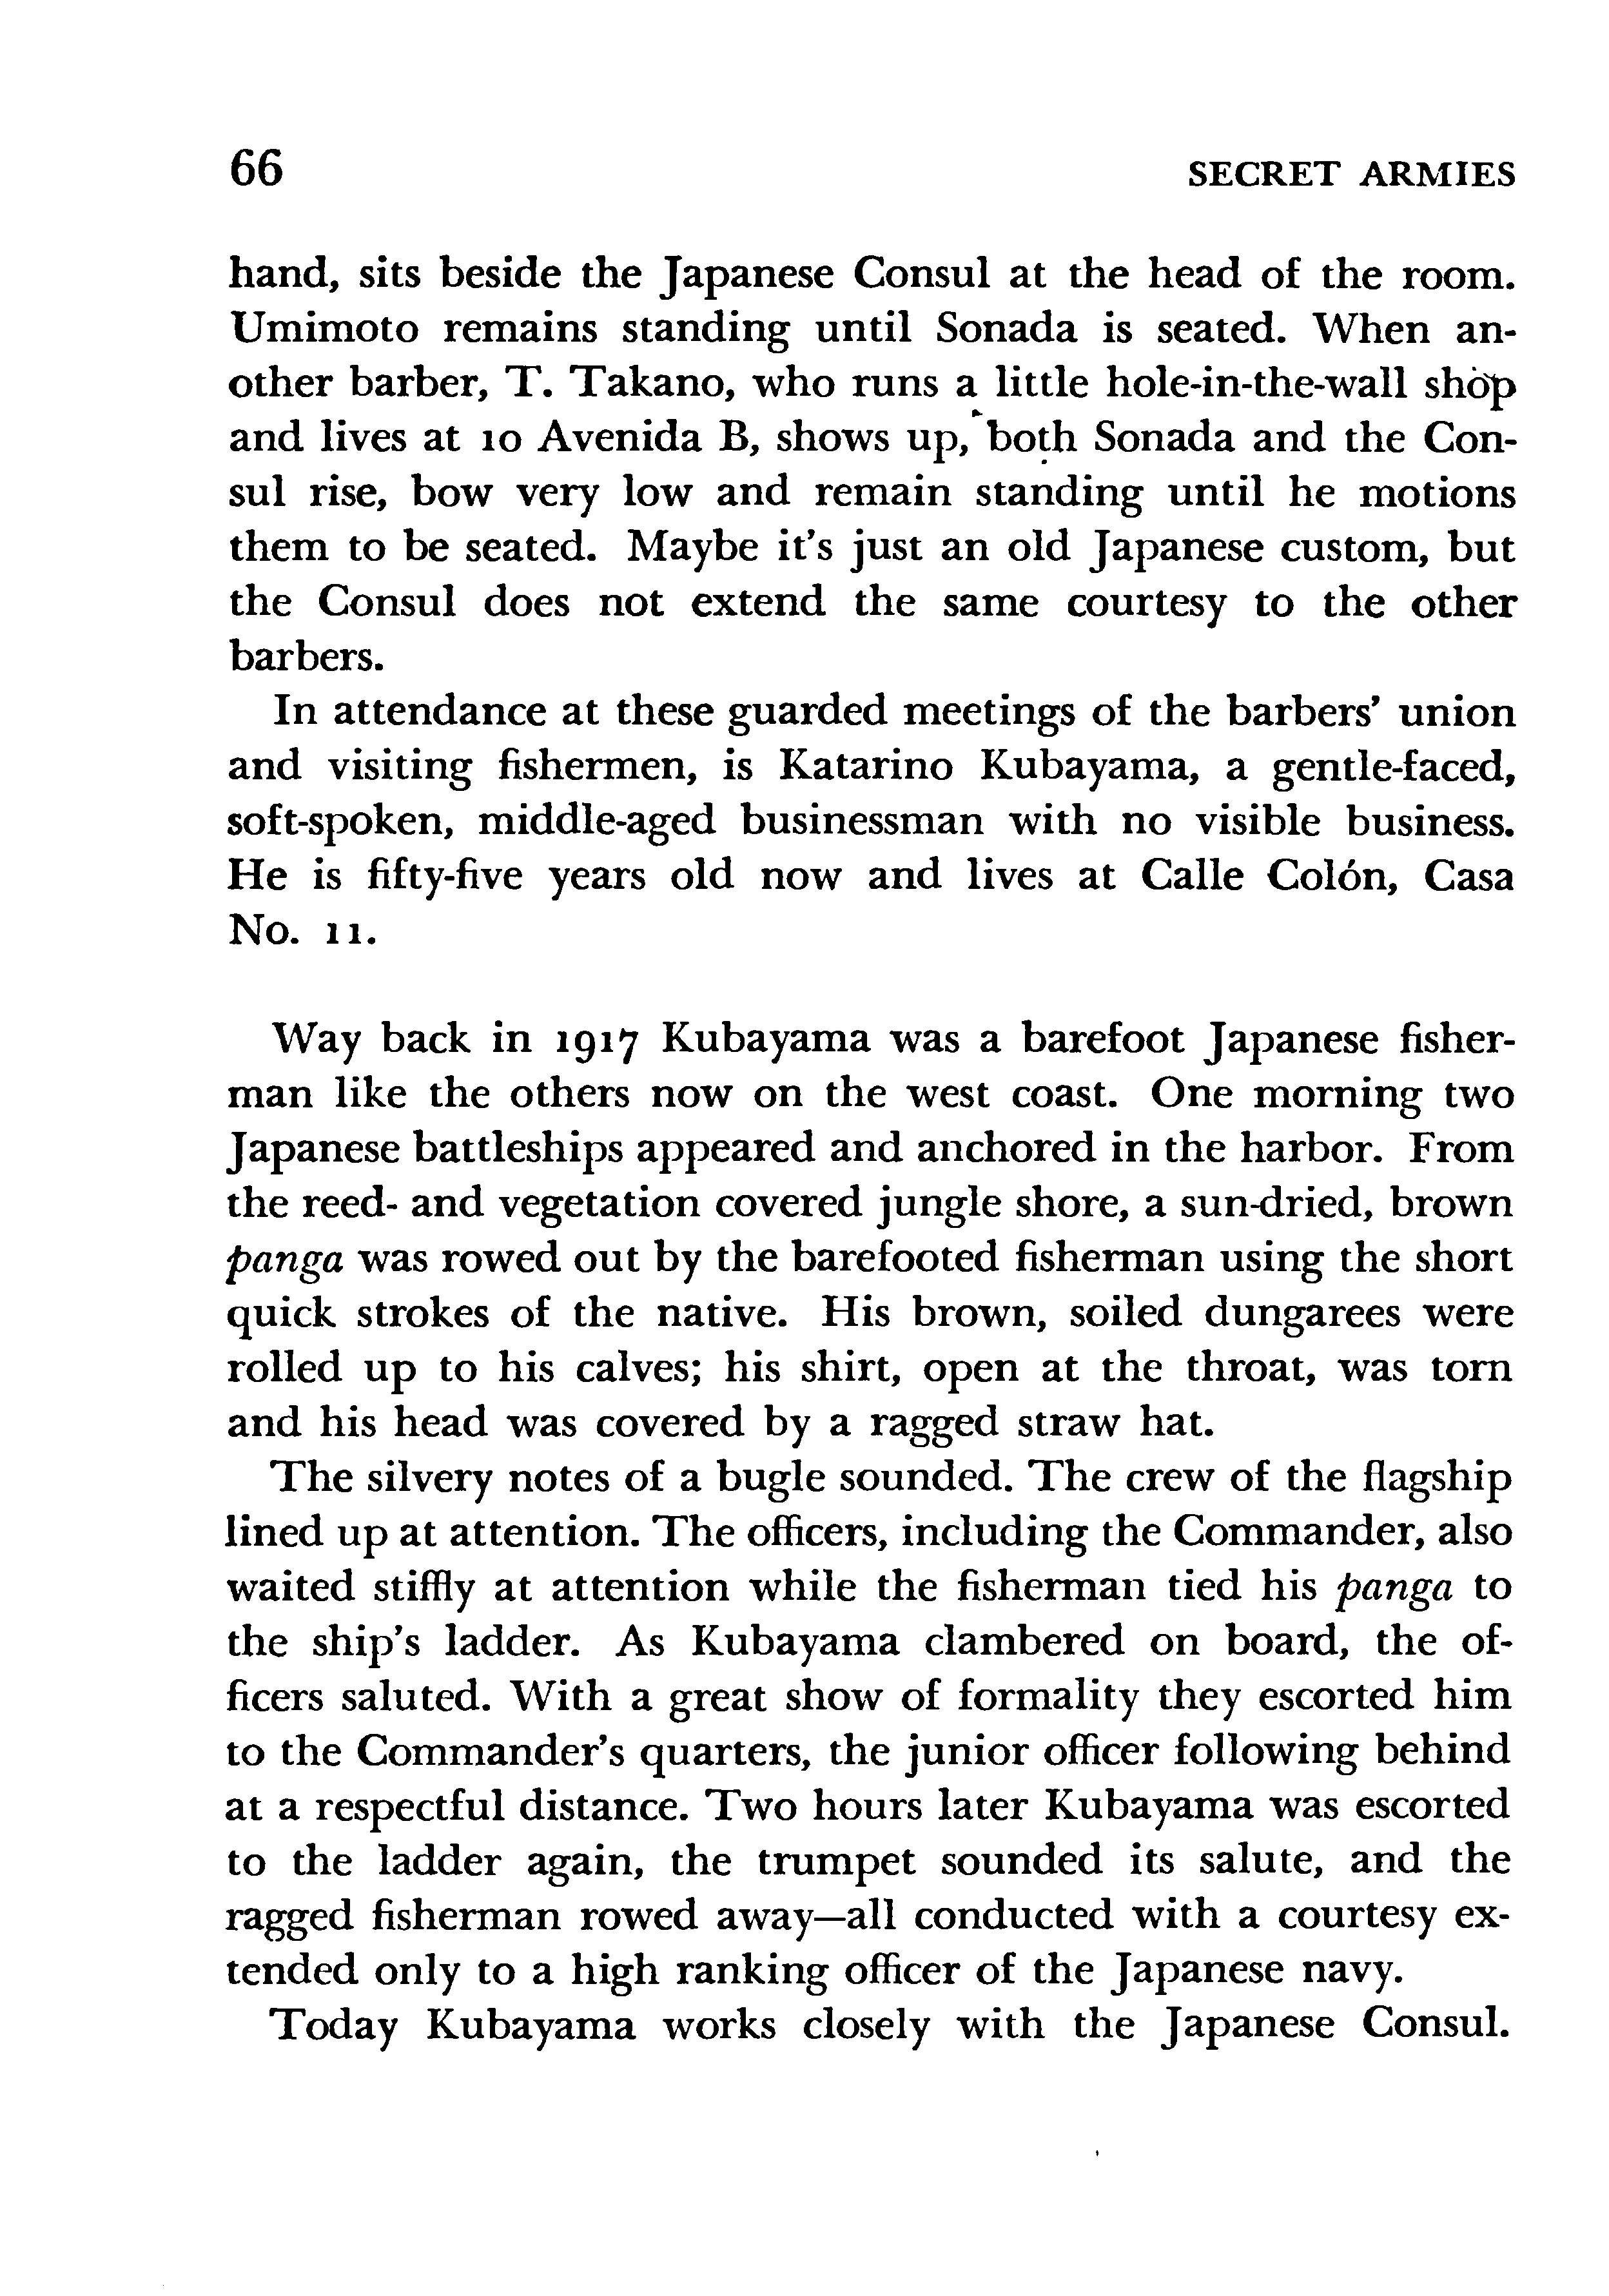 66 SECRET ARMIES
hand, sits beside the Japanese Consul at the head of the room.
Umimoto remains standing until Sonada is seated. When an-
other barber, T. Takano, who runs a little hole-in-the-wall shop
and lives at 10 Avenida B, shows up, both Sonada and the Con-
sul rise, bow very low and remain standing until he motions
them to be seated. Maybe it's just an old Japanese custom, but
the Consul does not extend the same courtesy to the other
barbers.
In attendance at these guarded meetings of the barbers' union
and visiting fishermen, is Katarino Kubayama, a gentle-faced,
soft-spoken, middle-aged businessman with no visible business.
He is fifty-five years old now and lives at Calle Colón, Casa
No. 11.
Way back in 1917 Kubayama was a barefoot Japanese fisher-
man like the others now on the west coast. One morning two
Japanese battleships appeared and anchored in the harbor. From
the reed- and vegetation covered jungle shore, a sun-dried, brown
panga was rowed out by the barefooted fisherman using the short
quick strokes of the native. His brown, soiled dungarees were
rolled up to his calves; his shirt, open at the throat, was torn
and his head was covered by a ragged straw hat.
The silvery notes of a bugle sounded. The crew of the flagship
lined up at attention. The officers, including the Commander, also
waited stiffly at attention while the fisherman tied his panga to
the ship's ladder. As Kubayama clambered on board, the of-
ficers saluted. With a great show of formality they escorted him
to the Commander's quarters, the junior officer following behind
at a respectful distance. Two hours later Kubayama was escorted
to the ladder again, the trumpet sounded its salute, and the
ragged fisherman rowed away—all conducted with a courtesy ex-
tended only to a high ranking officer of the Japanese navy.
Today Kubayama works closely with the Japanese Consul.